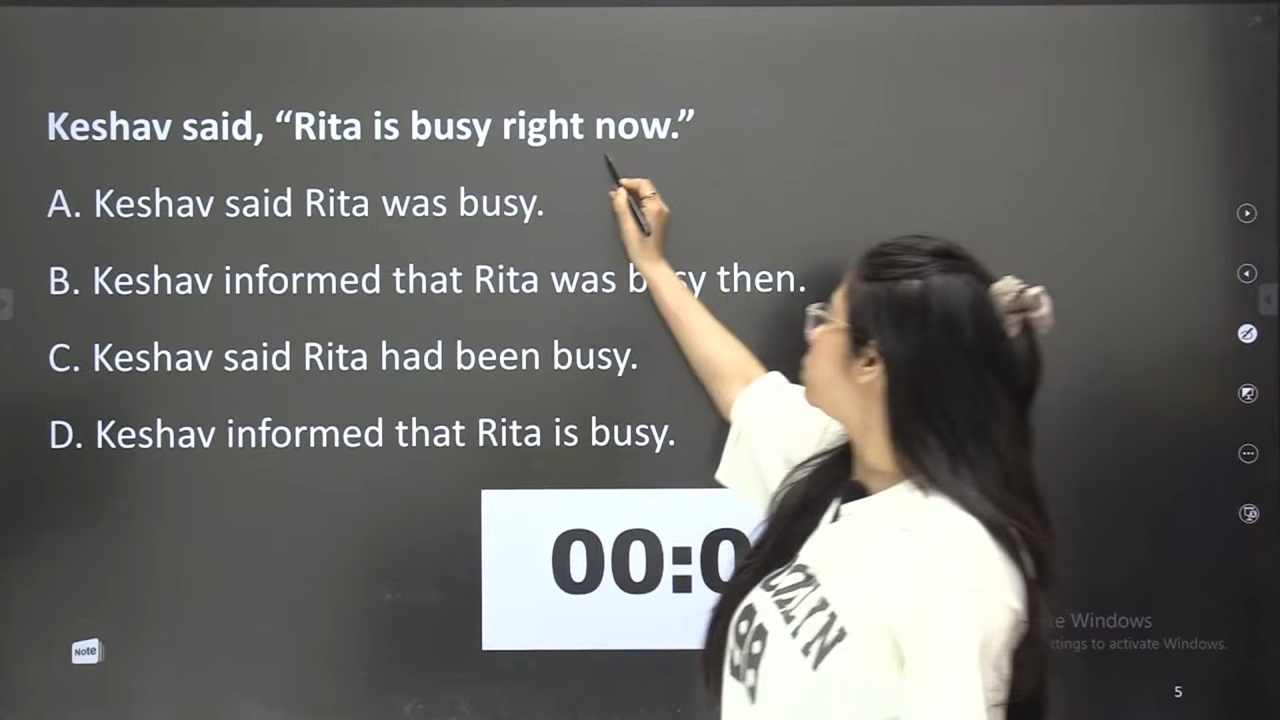 Keshav said, “Rita is busy right now.”
A. Keshav said Rita was busy.
B. Keshav informed that Rita was busy then.
C. Keshav said Rita had been busy.
D. Keshav informed that Rita is busy.
00:0
Note
Windows
to activate Windows.
5